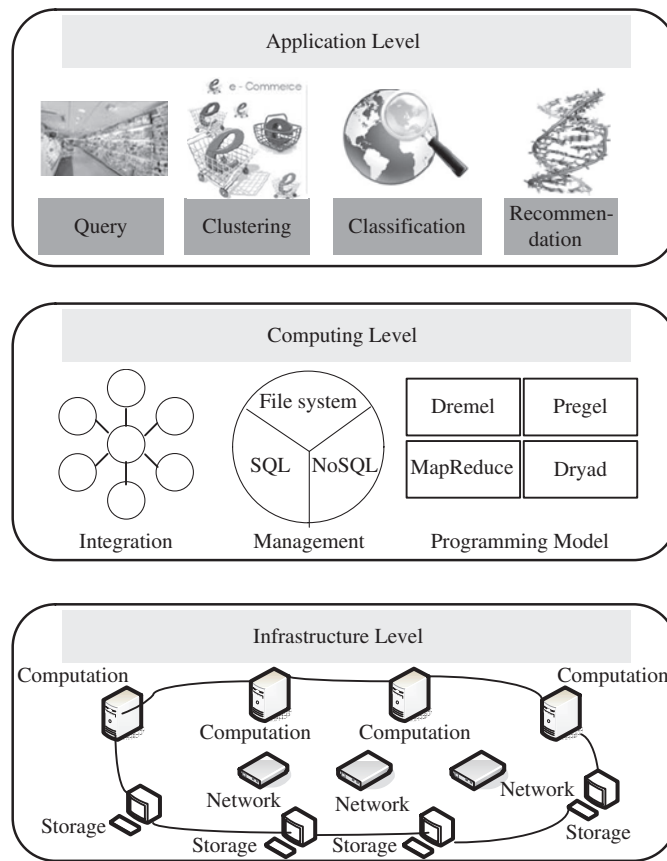 Application Level
e - Commerce
Query
Clustering
Classification
Recommen-
dation
Computing Level
File system
SQL
NoSQL
Dremel
Pregel
MapReduce
Dryad
Integration
Management
Programming Model
Infrastructure Level
Computation
Computation
Computation
Computation
Network
Network
Network
Storage
Storage
Storage
Storage